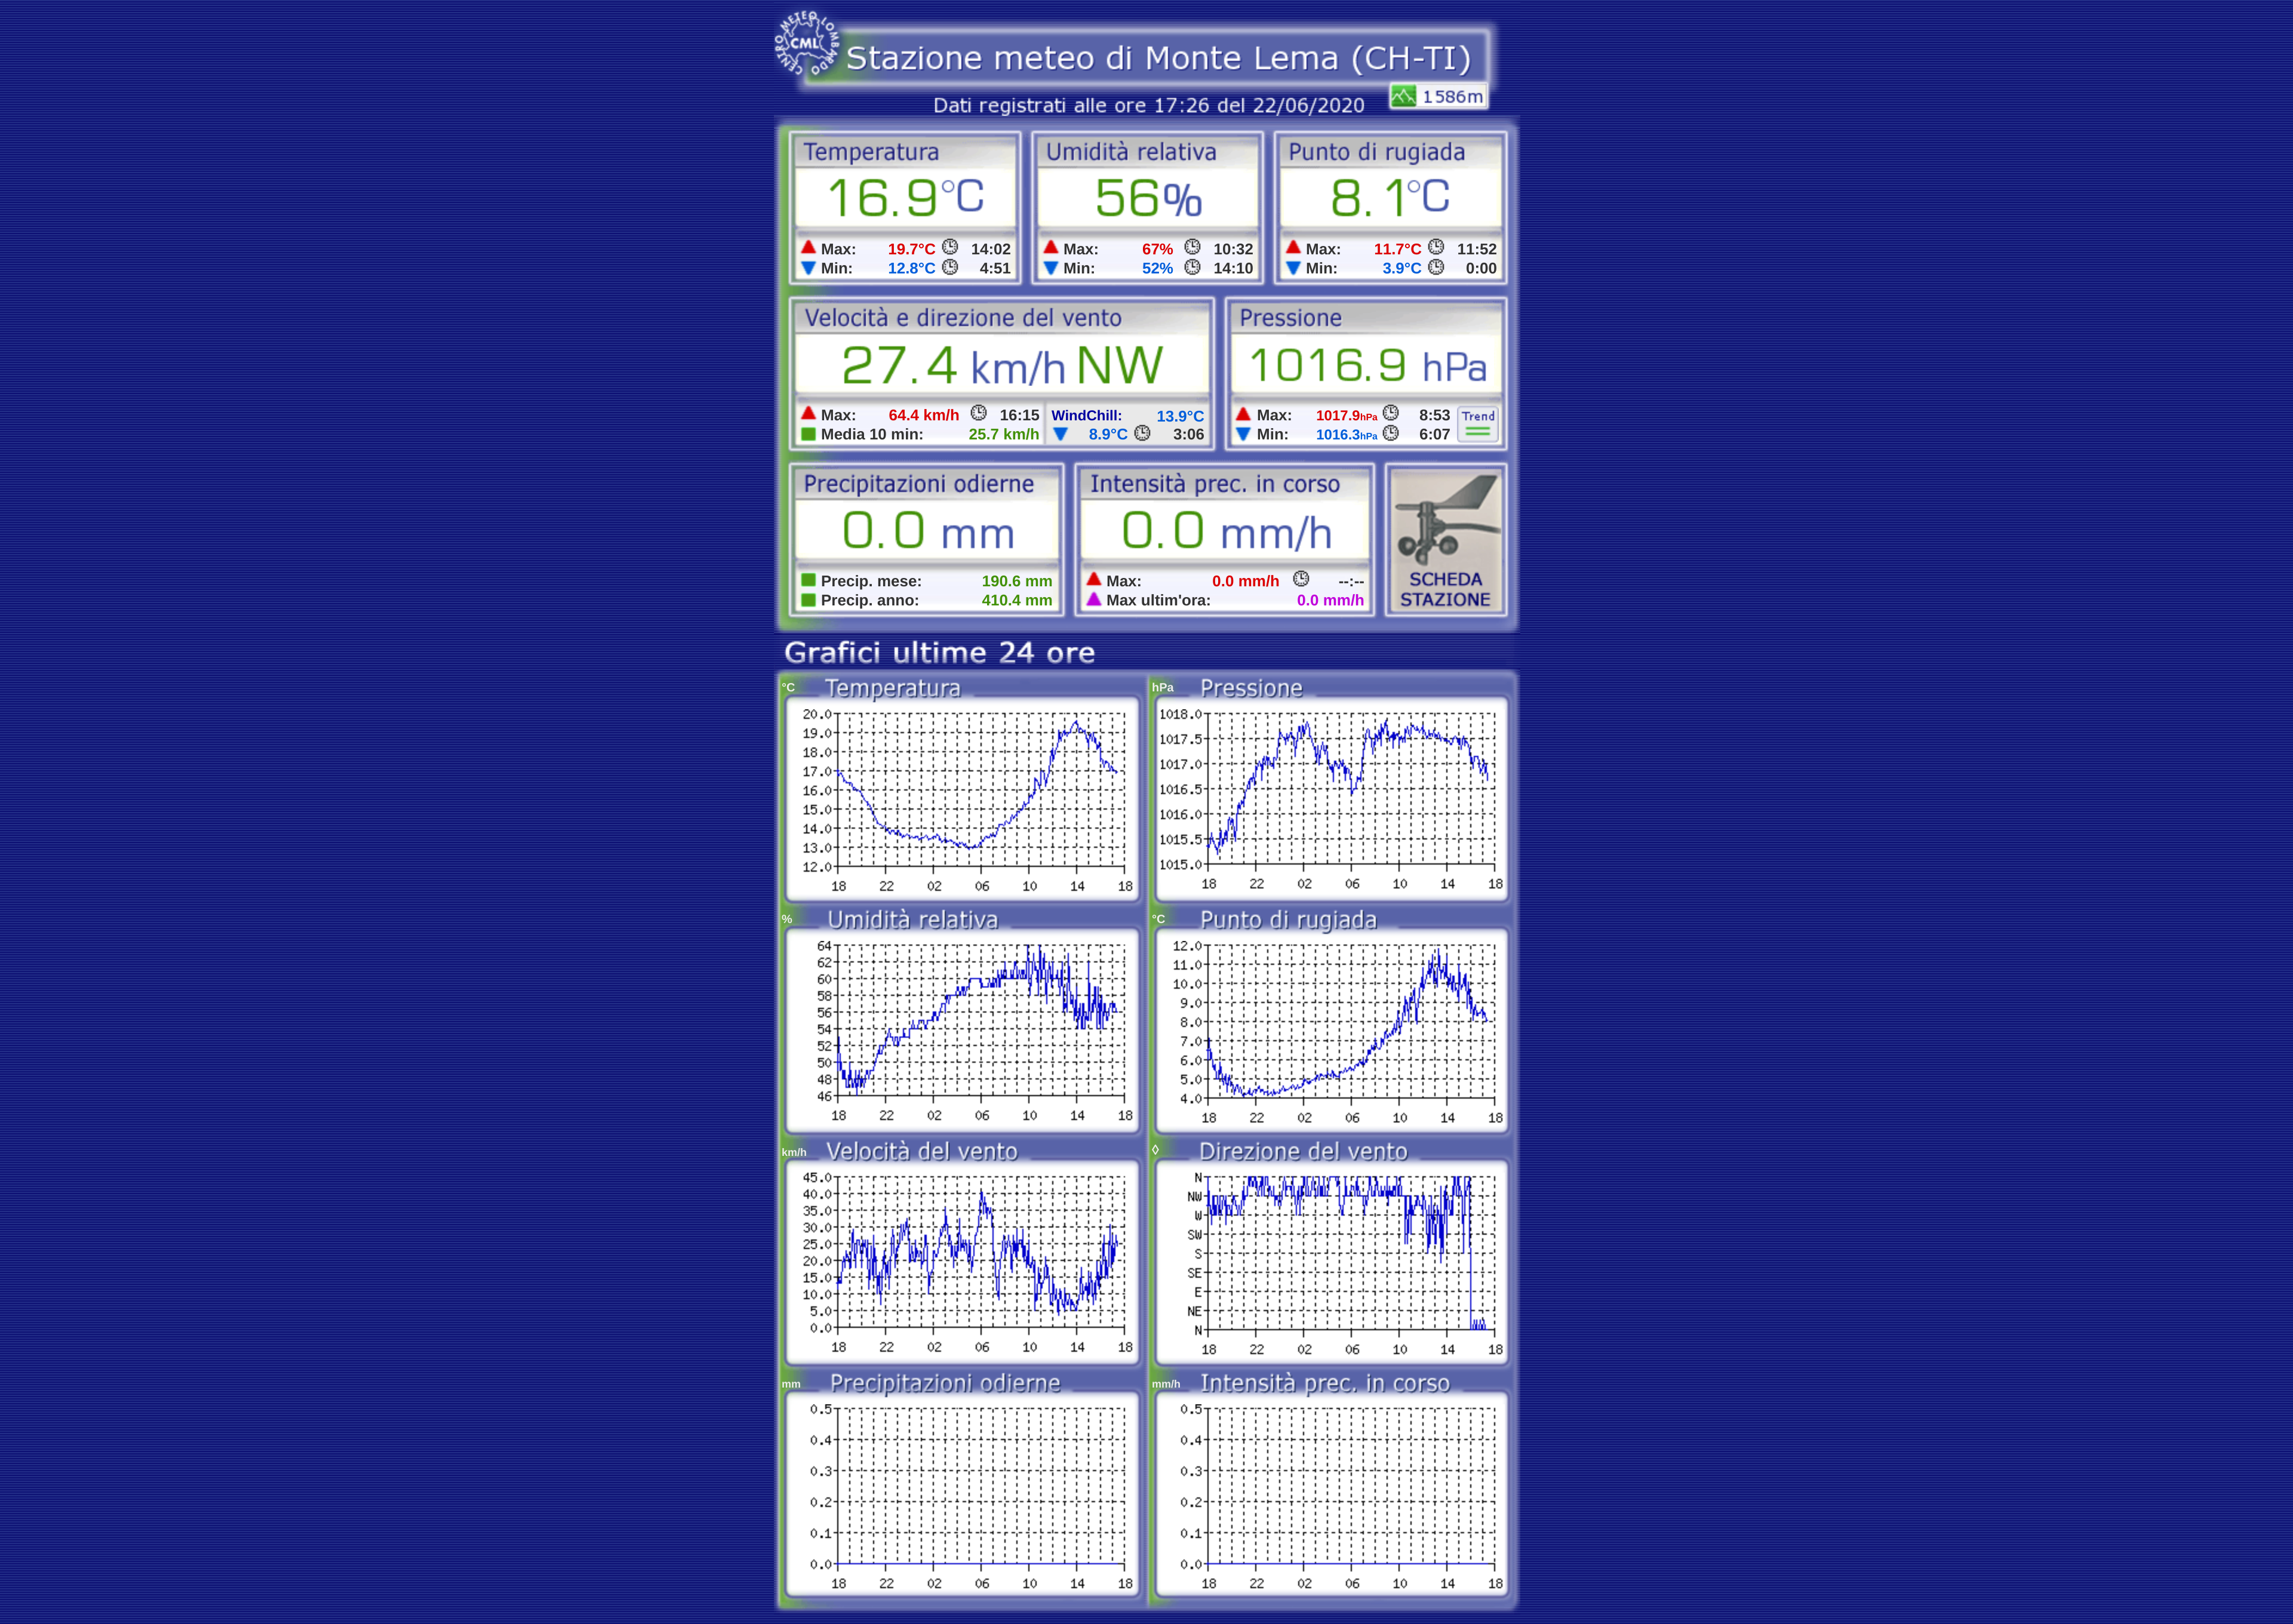 CENTRO METEO LOMBARDO
CML
Stazione meteo di Monte Lema (CH-TI)
1586m
Dati registrati alle ore 17:26 del 22/06/2020
Temperatura
16.9°C
Max: 19.7°C 14:02
Min: 12.8°C 4:51
Umidità relativa
56%
Max: 67% 10:32
Min: 52% 14:10
Punto di rugiada
8.1°C
Max: 11.7°C 11:52
Min: 3.9°C 0:00
Velocità e direzione del vento
27.4 km/h NW
Max: 64.4 km/h 16:15
Media 10 min: 25.7 km/h
WindChill: 13.9°C
8.9°C 3:06
Pressione
1016.9 hPa
Max: 1017.9hPa 8:53
Min: 1016.3hPa 6:07
Trend
Precipitazioni odierne
0.0 mm
Precip. mese: 190.6 mm
Precip. anno: 410.4 mm
Intensità prec. in corso
0.0 mm/h
Max: 0.0 mm/h --:--
Max ultim'ora: 0.0 mm/h
SCHEDA
STAZIONE
Grafici ultime 24 ore
°C Temperatura
20.0
19.0
18.0
17.0
16.0
15.0
14.0
13.0
12.0
18 22 02 06 10 14 18
hPa Pressione
1018.0
1017.5
1017.0
1016.5
1016.0
1015.5
1015.0
18 22 02 06 10 14 18
% Umidità relativa
64
62
60
58
56
54
52
50
48
46
18 22 02 06 10 14 18
°C Punto di rugiada
12.0
11.0
10.0
9.0
8.0
7.0
6.0
5.0
4.0
18 22 02 06 10 14 18
km/h Velocità del vento
45.0
40.0
35.0
30.0
25.0
20.0
15.0
10.0
5.0
0.0
18 22 02 06 10 14 18
◊ Direzione del vento
N
NW
W
SW
S
SE
E
NE
N
18 22 02 06 10 14 18
mm Precipitazioni odierne
0.5
0.4
0.3
0.2
0.1
0.0
18 22 02 06 10 14 18
mm/h Intensità prec. in corso
0.5
0.4
0.3
0.2
0.1
0.0
18 22 02 06 10 14 18